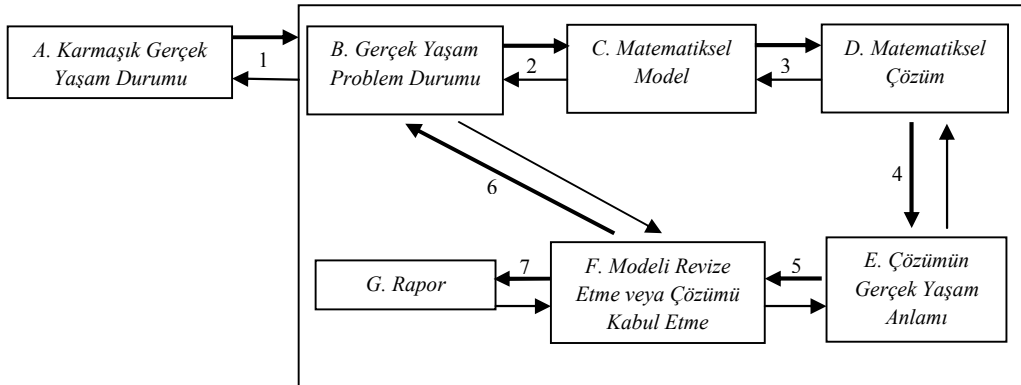 A. Karmaşık Gerçek
Yaşam Durumu
1
B. Gerçek Yaşam
Problem Durumu
2
C. Matematiksel
Model
3
D. Matematiksel
Çözüm
4
6
G. Rapor
7
F. Modeli Revize
Etme veya Çözümü
Kabul Etme
5
E. Çözümün
Gerçek Yaşam
Anlamı